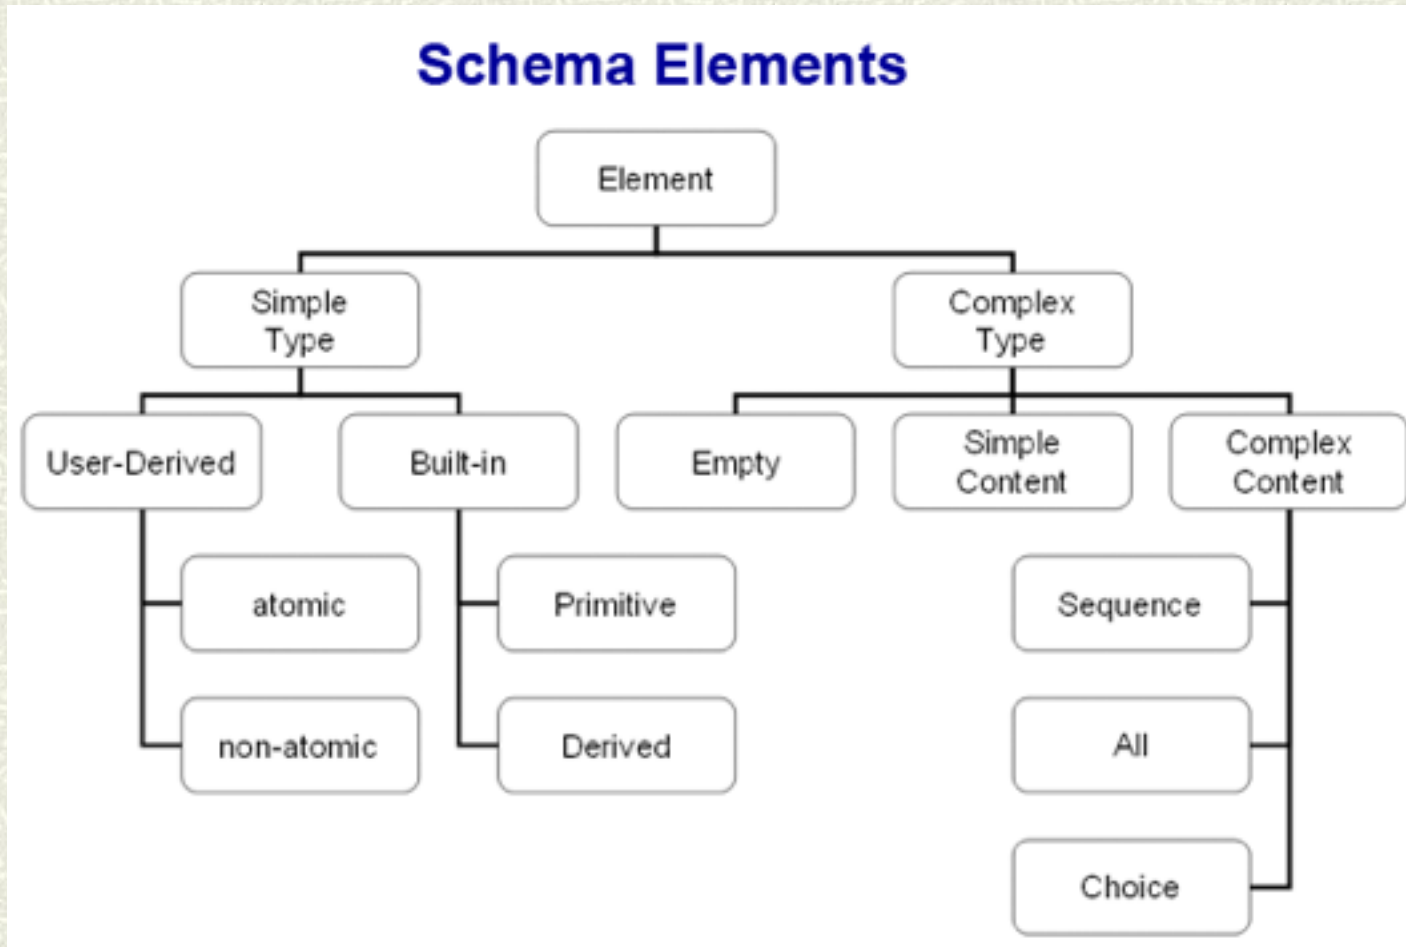 Schema Elements
Element
Simple
Type
Complex
Type
User-Derived
Built-in
Empty
Simple
Content
Complex
Content
atomic
Primitive
Sequence
non-atomic
Derived
All
Choice